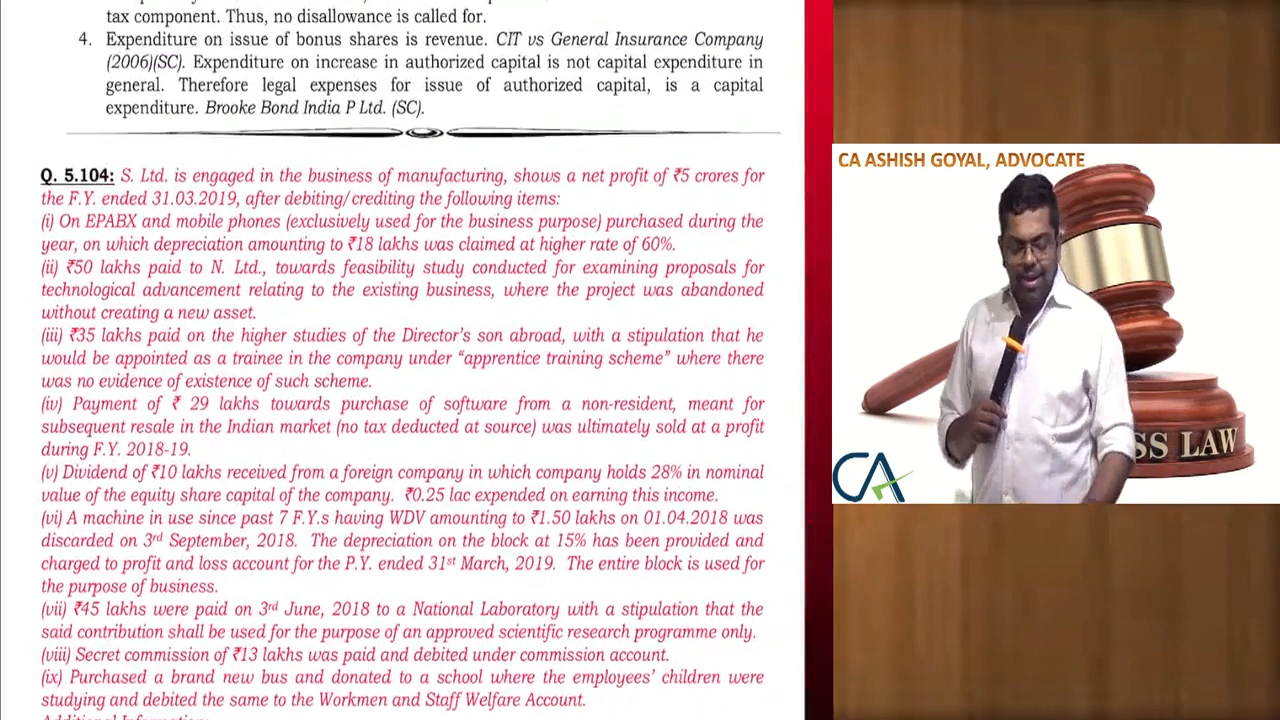 tax component. Thus, no disallowance is called for.
4. Expenditure on issue of bonus shares is revenue. CIT vs General Insurance Company
(2006)(SC). Expenditure on increase in authorized capital is not capital expenditure in
general. Therefore legal expenses for issue of authorized capital, is a capital
expenditure. Brooke Bond India P Ltd. (SC).
Q. 5.104: S. Ltd. is engaged in the business of manufacturing, shows a net profit of ₹5 crores for
the F.Y. ended 31.03.2019, after debiting/crediting the following items:
(i) On EPABX and mobile phones (exclusively used for the business purpose) purchased during the
year, on which depreciation amounting to ₹18 lakhs was claimed at higher rate of 60%.
(ii) ₹50 lakhs paid to N. Ltd., towards feasibility study conducted for examining proposals for
technological advancement relating to the existing business, where the project was abandoned
without creating a new asset.
(iii) ₹35 lakhs paid on the higher studies of the Director's son abroad, with a stipulation that he
would be appointed as a trainee in the company under "apprentice training scheme" where there
was no evidence of existence of such scheme.
(iv) Payment of ₹ 29 lakhs towards purchase of software from a non-resident, meant for
subsequent resale in the Indian market (no tax deducted at source) was ultimately sold at a profit
during F.Y. 2018-19.
(v) Dividend of ₹10 lakhs received from a foreign company in which company holds 28% in nominal
value of the equity share capital of the company. ₹0.25 lac expended on earning this income.
(vi) A machine in use since past 7 F.Y.s having WDV amounting to ₹1.50 lakhs on 01.04.2018 was
discarded on 3rd September, 2018. The depreciation on the block at 15% has been provided and
charged to profit and loss account for the P.Y. ended 31st March, 2019. The entire block is used for
the purpose of business.
(vii) ₹45 lakhs were paid on 3rd June, 2018 to a National Laboratory with a stipulation that the
said contribution shall be used for the purpose of an approved scientific research programme only.
(viii) Secret commission of ₹13 lakhs was paid and debited under commission account.
(ix) Purchased a brand new bus and donated to a school where the employees' children were
studying and debited the same to the Workmen and Staff Welfare Account.
CA ASHISH GOYAL, ADVOCATE
SS LAW
CA